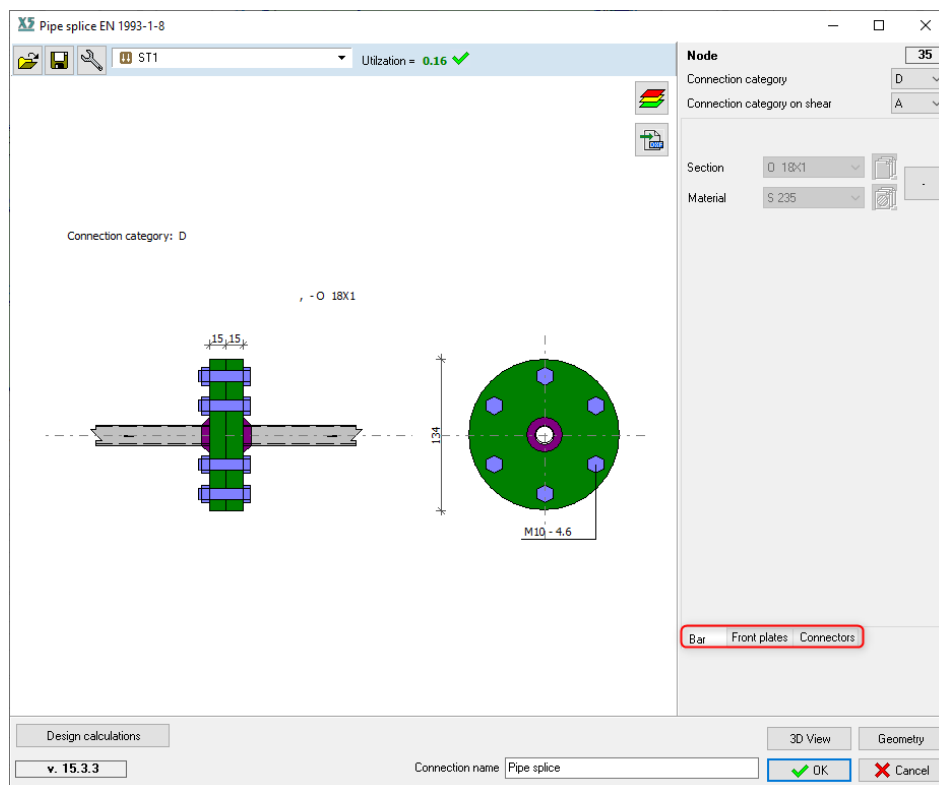 XΣ Pipe splice EN 1993-1-8
ST1
Utilzation = 0.16
Node 35
Connection category D
Connection category on shear A
DXF
Section O 18X1
-
Material S 235
Connection category: D
, - O 18X1
15 15
134
M10 - 4.6
Bar Front plates Connectors
Design calculations
3D View Geometry
v. 15.3.3
Connection name Pipe splice
OK Cancel